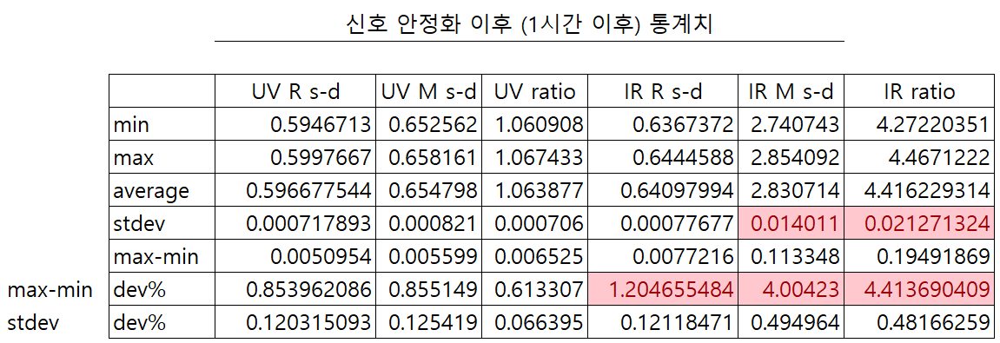 신호 안정화 이후 (1시간 이후) 통계치
UV R s-d UV M s-d UV ratio IR R s-d IR M s-d IR ratio
min 0.5946713 0.652562 1.060908 0.6367372 2.740743 4.27220351
max 0.5997667 0.658161 1.067433 0.6444588 2.854092 4.4671222
average 0.596677544 0.654798 1.063877 0.64097994 2.830714 4.416229314
stdev 0.000717893 0.000821 0.000706 0.00077677 0.014011 0.021271324
max-min 0.0050954 0.005599 0.006525 0.0077216 0.113348 0.19491869
max-min dev% 0.853962086 0.855149 0.613307 1.204655484 4.00423 4.413690409
stdev dev% 0.120315093 0.125419 0.066395 0.12118471 0.494964 0.48166259